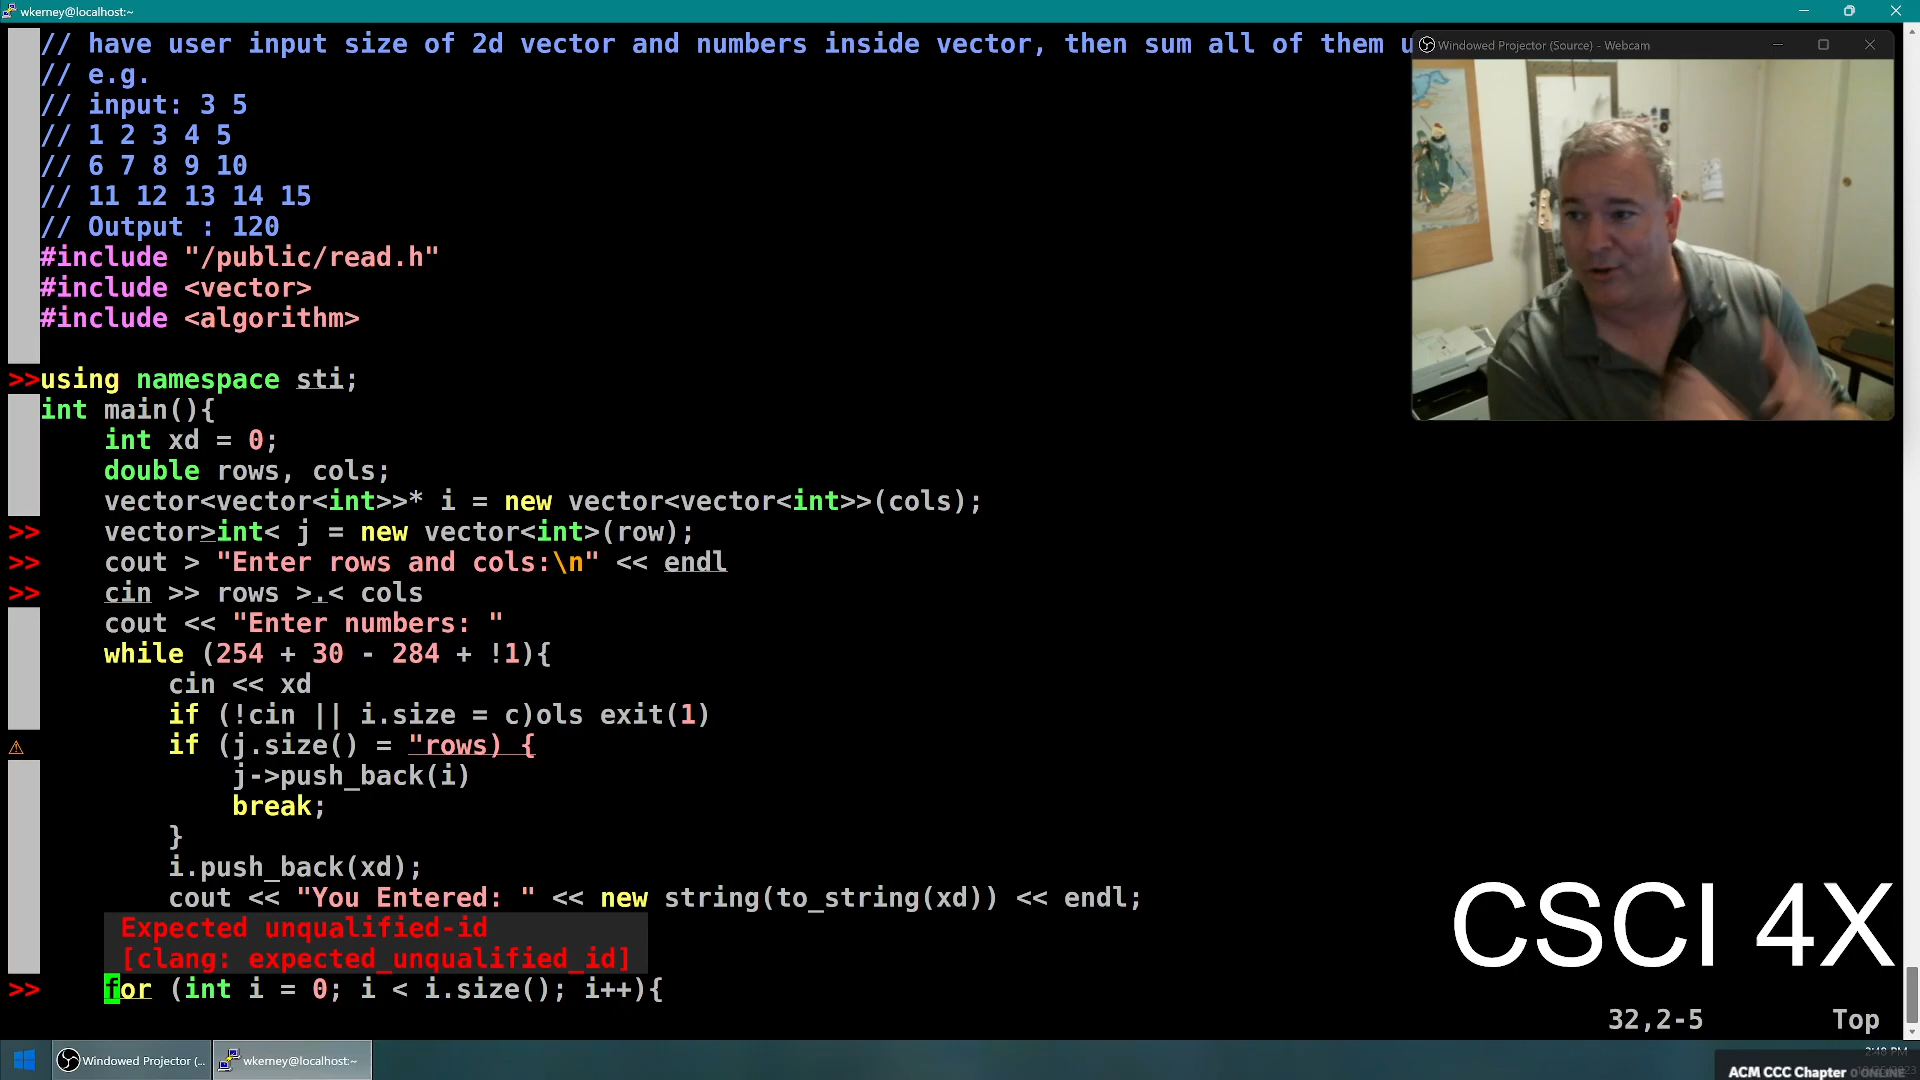 wkerney@localhost:~
// have user input size of 2d vector and numbers inside vector, then sum all of them u
// e.g.
// input: 3 5
// 1 2 3 4 5
// 6 7 8 9 10
// 11 12 13 14 15
// Output : 120
#include "/public/read.h"
#include <vector>
#include <algorithm>
>>using namespace sti;
int main(){
int xd = 0;
double rows, cols;
vector<vector<int>>* i = new vector<vector<int>>(cols);
>> vector>int< j = new vector<int>(row);
>> cout > "Enter rows and cols:\n" << endl
>> cin >> rows >.< cols
cout << "Enter numbers: "
while (254 + 30 - 284 + !1){
cin << xd
if (!cin || i.size = c)ols exit(1)
if (j.size() = "rows) {
j->push_back(i)
break;
}
i.push_back(xd);
cout << "You Entered: " << new string(to_string(xd)) << endl;
Expected unqualified-id
[clang: expected_unqualified_id]
>> for (int i = 0; i < i.size(); i++){
32,2-5 Top
Windowed Projector (Source) - Webcam
CSCI 4X
Windowed Projector (...
wkerney@localhost:~
2:48 PM
ACM CCC Chapter 0 ONLINE